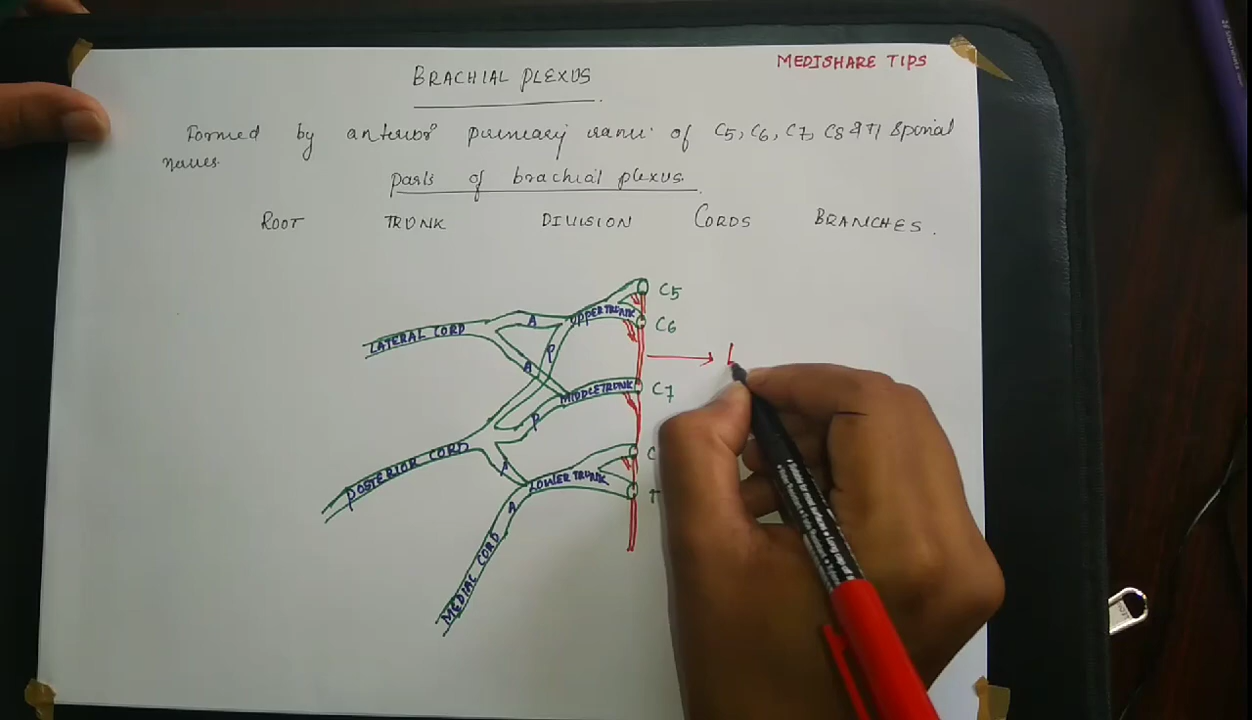 BRACHIAL PLEXUS
MEDISHARE TIPS
Formed by anterior primary rami of C5, C6, C7, C8 & T1 Spinal
nerves
Parts of brachial plexus.
ROOT TRUNK DIVISION CORDS BRANCHES.
C5
UPPER TRUNK
A
C6
LATERAL CORD
P
A
MIDDLE TRUNK
C7
P
POSTERIOR CORD
C
A
LOWER TRUNK
T
A
MEDIAL CORD